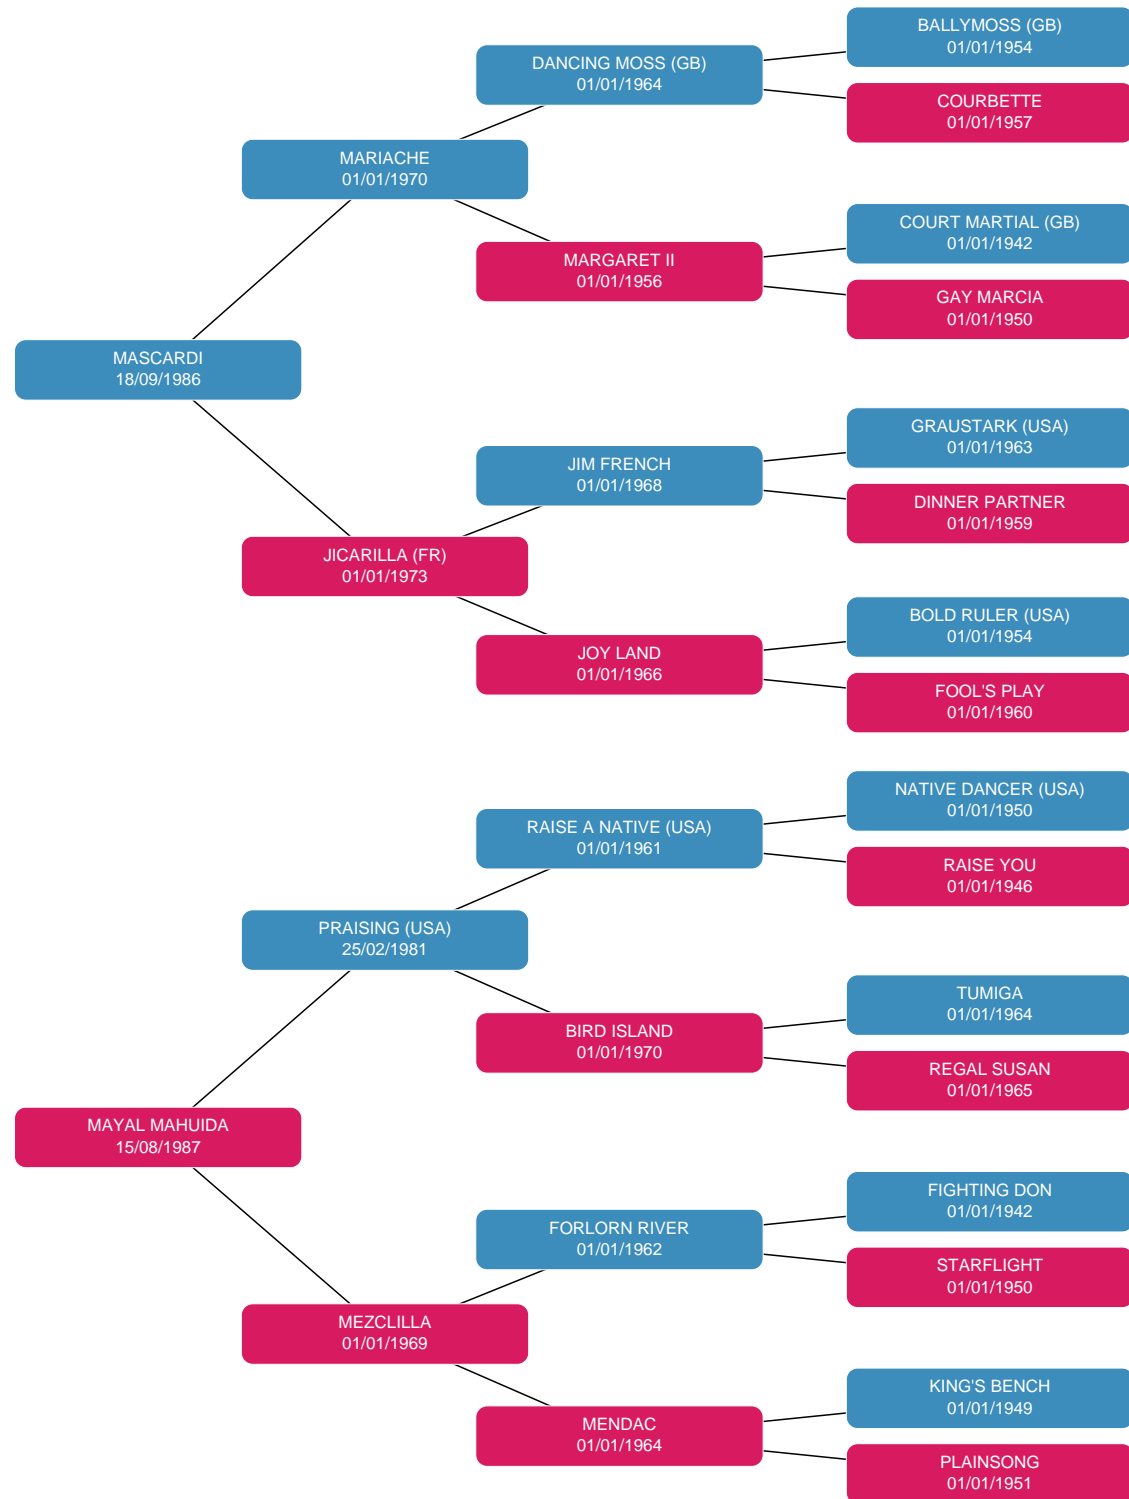 BALLYMOSS (GB)
01/01/1954
DANCING MOSS (GB)
01/01/1964
COURBETTE
01/01/1957
MARIACHE
01/01/1970
COURT MARTIAL (GB)
01/01/1942
MARGARET II
01/01/1956
GAY MARCIA
01/01/1950
MASCARDI
18/09/1986
GRAUSTARK (USA)
01/01/1963
JIM FRENCH
01/01/1968
DINNER PARTNER
01/01/1959
JICARILLA (FR)
01/01/1973
BOLD RULER (USA)
01/01/1954
JOY LAND
01/01/1966
FOOL'S PLAY
01/01/1960
NATIVE DANCER (USA)
01/01/1950
RAISE A NATIVE (USA)
01/01/1961
RAISE YOU
01/01/1946
PRAISING (USA)
25/02/1981
TUMIGA
01/01/1964
BIRD ISLAND
01/01/1970
REGAL SUSAN
01/01/1965
MAYAL MAHUIDA
15/08/1987
FIGHTING DON
01/01/1942
FORLORN RIVER
01/01/1962
STARFLIGHT
01/01/1950
MEZCLILLA
01/01/1969
KING'S BENCH
01/01/1949
MENDAC
01/01/1964
PLAINSONG
01/01/1951